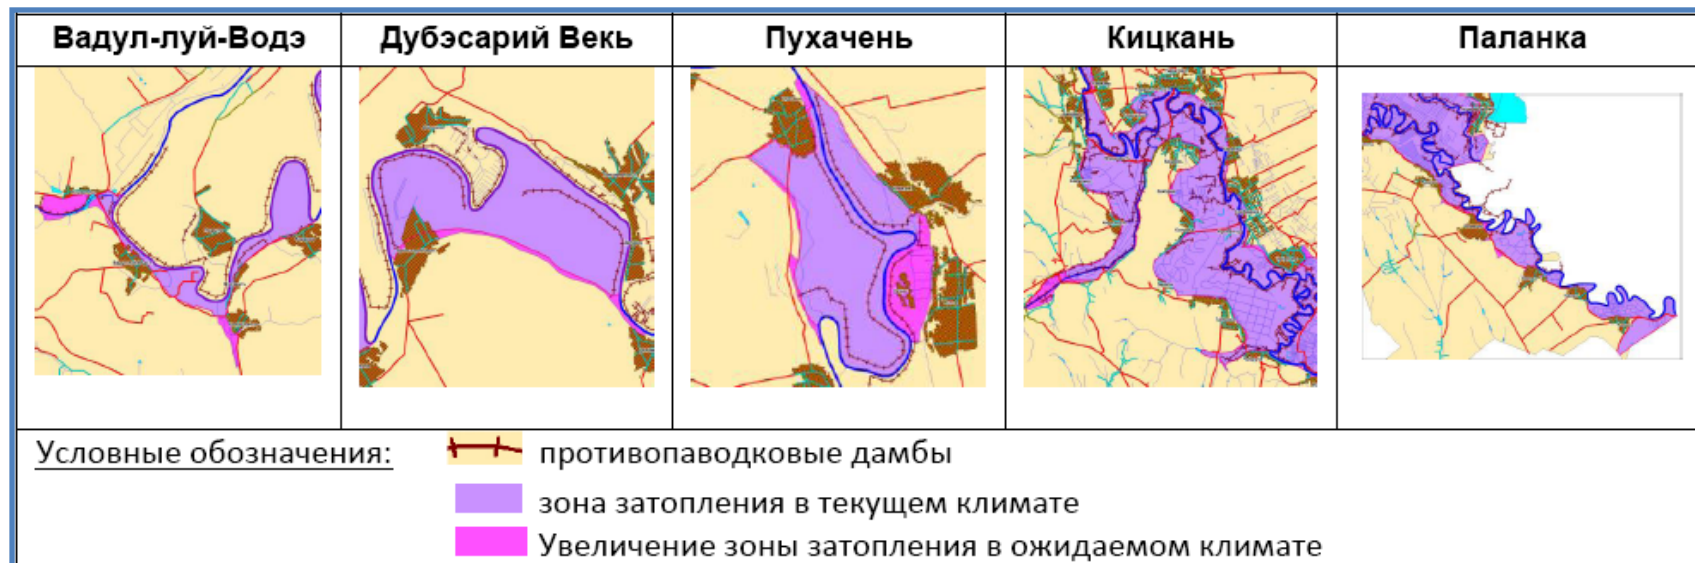 Вадул-луй-Водэ
Дубэсарий Векь
Пухачень
Кицкань
Паланка
Условные обозначения:
противопаводковые дамбы
зона затопления в текущем климате
Увеличение зоны затопления в ожидаемом климате